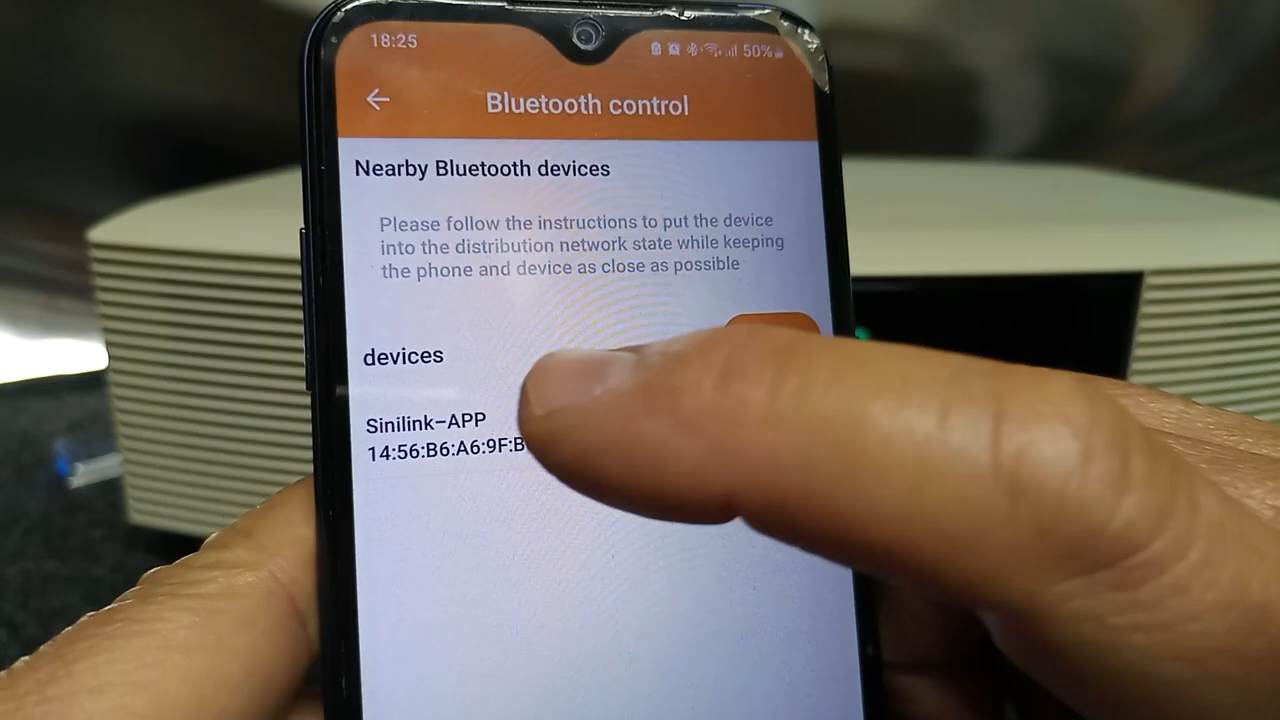 18:25
50%
Bluetooth control
Nearby Bluetooth devices
Please follow the instructions to put the device
into the distribution network state while keeping
the phone and device as close as possible
devices
Sinilink-APP
14:56:B6:A6:9F:B